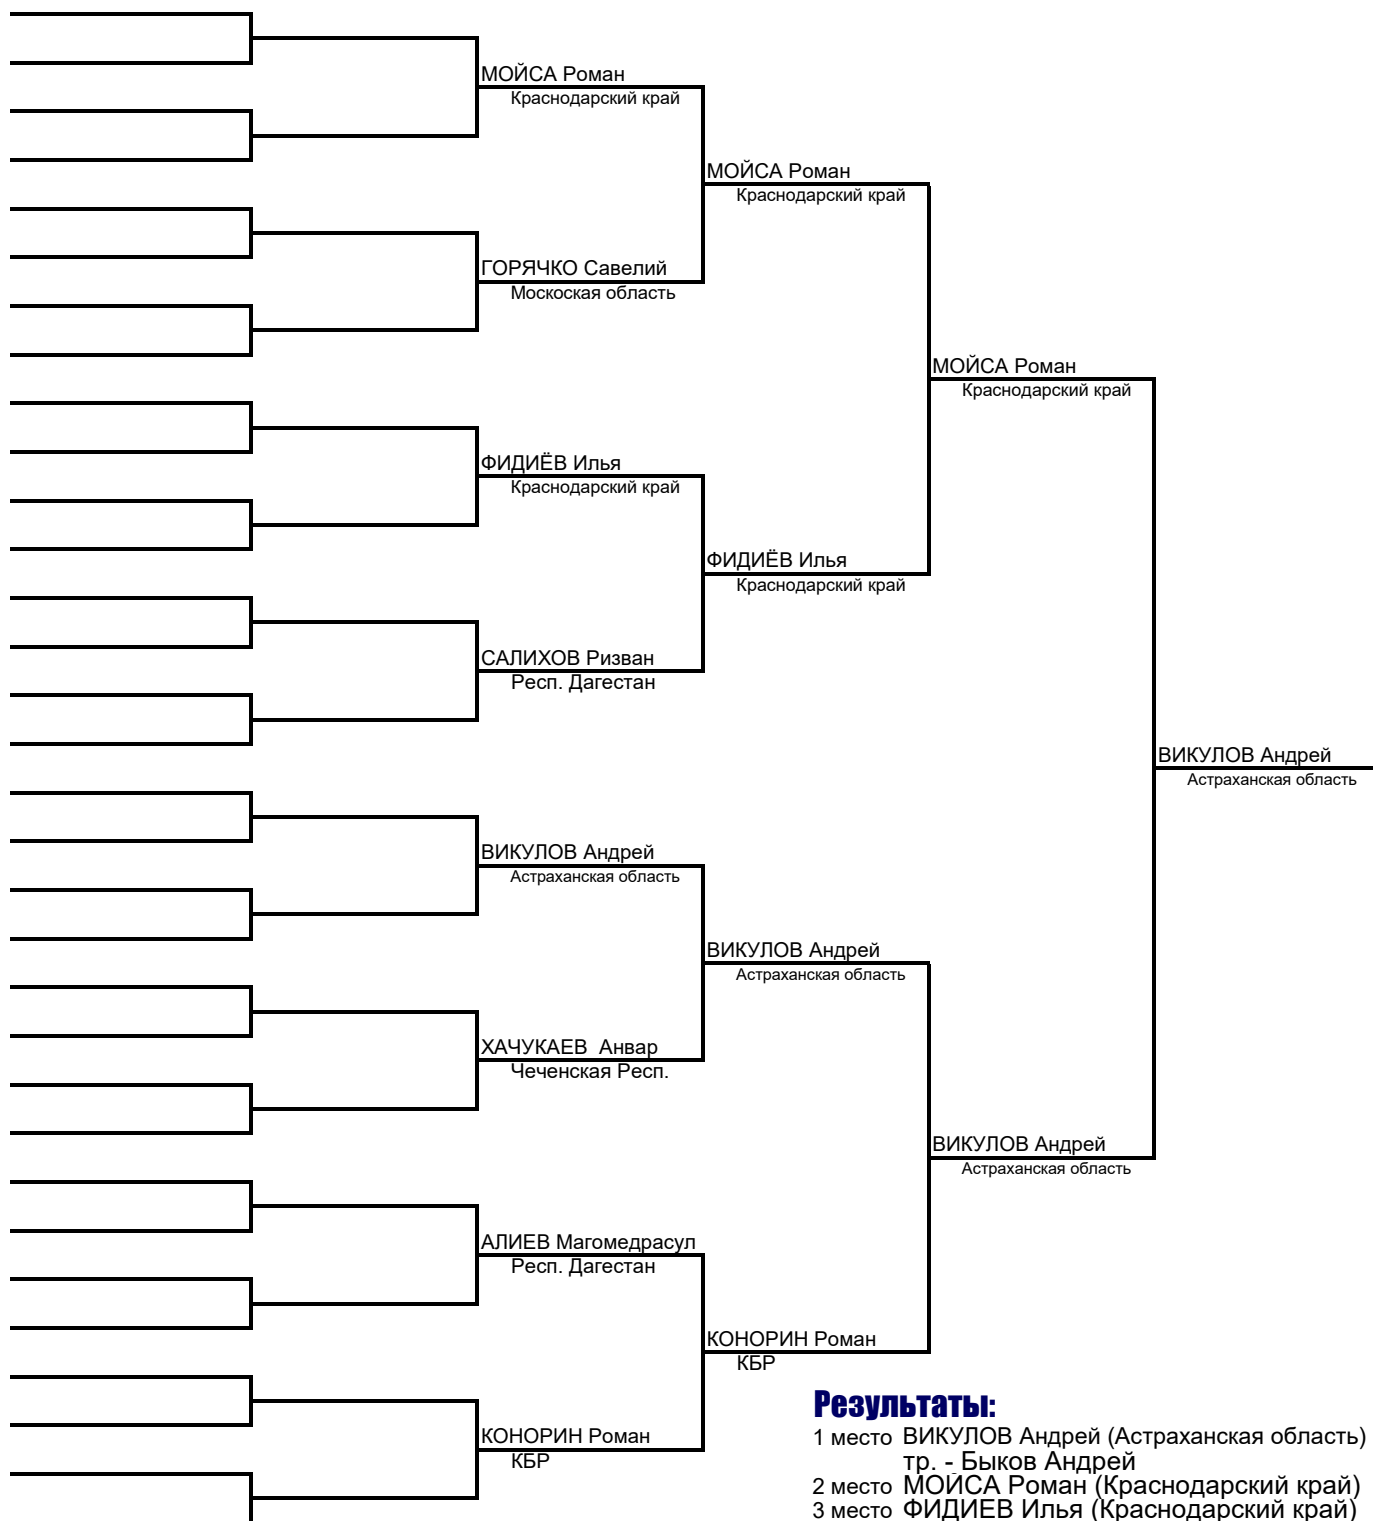 МОЙСА Роман
Краснодарский край
МОЙСА Роман
Краснодарский край
ГОРЯЧКО Савелий
Москоская область
МОЙСА Роман
Краснодарский край
ФИДИЁВ Илья
Краснодарский край
ФИДИЁВ Илья
Краснодарский край
САЛИХОВ Ризван
Респ. Дагестан
ВИКУЛОВ Андрей
Астраханская область
ВИКУЛОВ Андрей
Астраханская область
ВИКУЛОВ Андрей
Астраханская область
ХАЧУКАЕВ  Анвар
Чеченская Респ.
ВИКУЛОВ Андрей
Астраханская область
АЛИЕВ Магомедрасул
Респ. Дагестан
КОНОРИН Роман
КБР
КОНОРИН Роман
КБР
Результаты:
1 место ВИКУЛОВ Андрей (Астраханская область)
тр. - Быков Андрей
2 место МОЙСА Роман (Краснодарский край)
3 место ФИДИЕВ Илья (Краснодарский край)